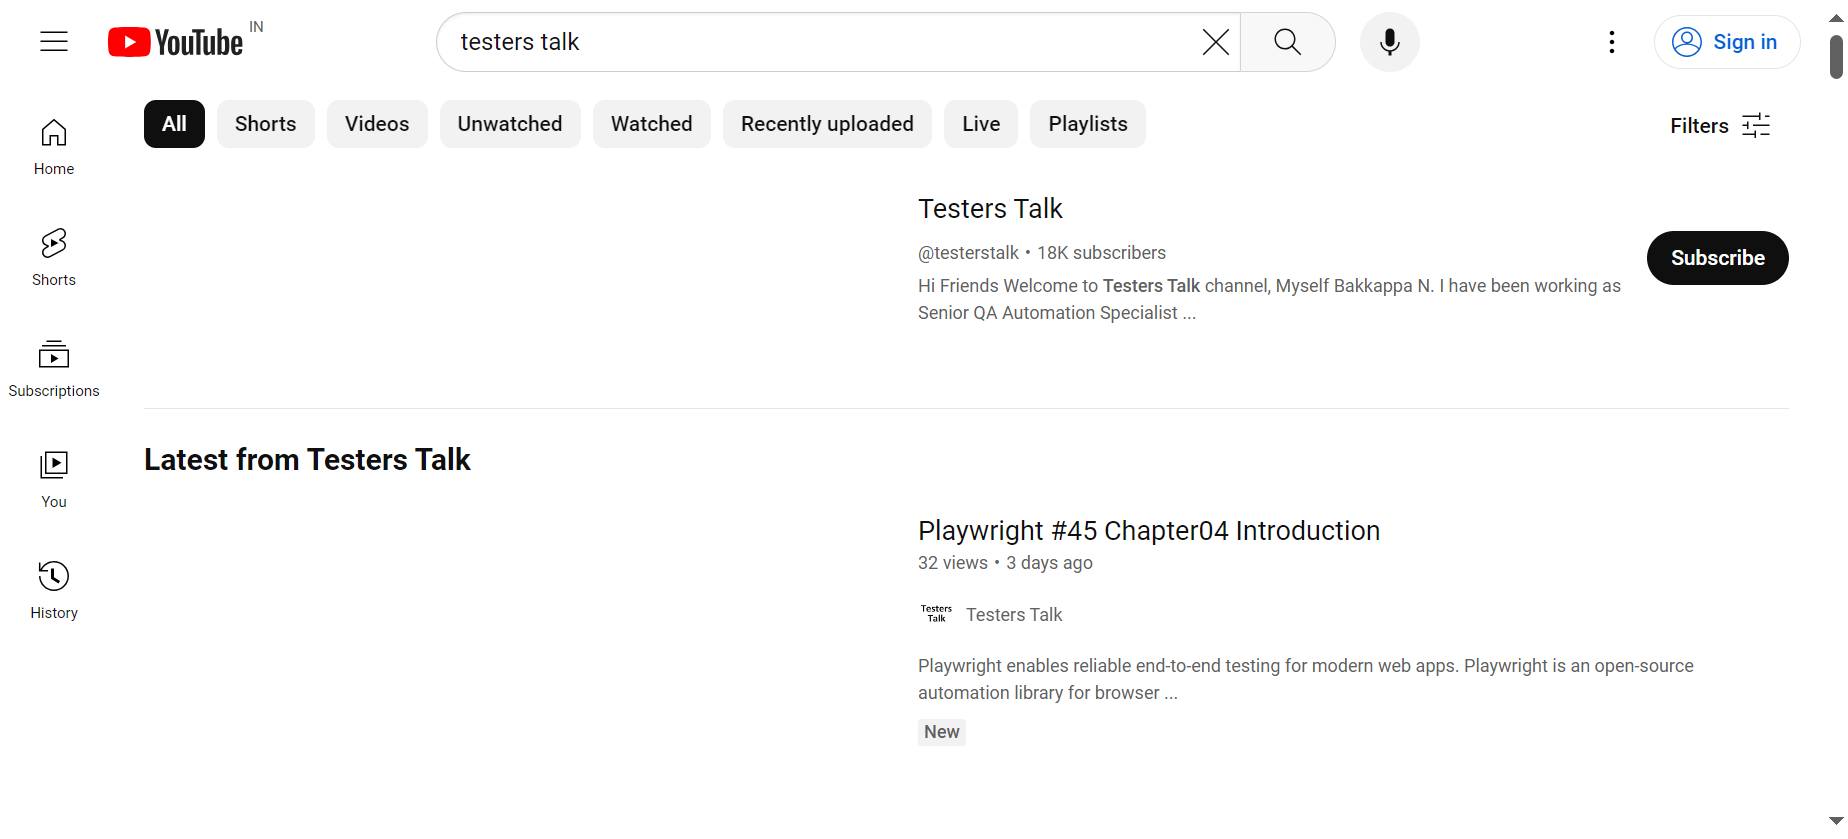 YouTube IN
testers talk
Sign in
All
Shorts
Videos
Unwatched
Watched
Recently uploaded
Live
Playlists
Filters
Home
Shorts
Subscriptions
You
History
Testers Talk
@testerstalk • 18K subscribers
Hi Friends Welcome to Testers Talk channel, Myself Bakkappa N. I have been working as
Senior QA Automation Specialist ...
Subscribe
Latest from Testers Talk
Playwright #45 Chapter04 Introduction
32 views • 3 days ago
Testers
Talk
Testers Talk
Playwright enables reliable end-to-end testing for modern web apps. Playwright is an open-source
automation library for browser ...
New